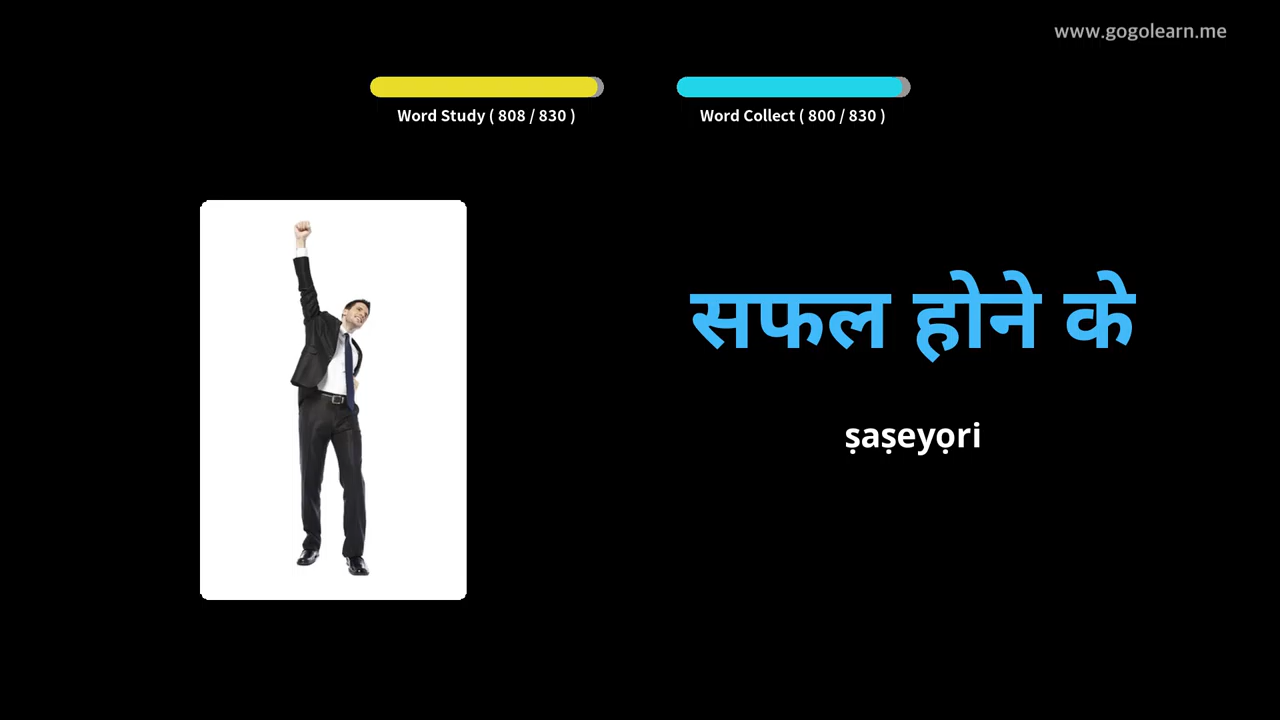 www.gogolearn.me
Word Study ( 808 / 830 )
Word Collect ( 800 / 830 )
सफल होने के
ṣaṣeyọri